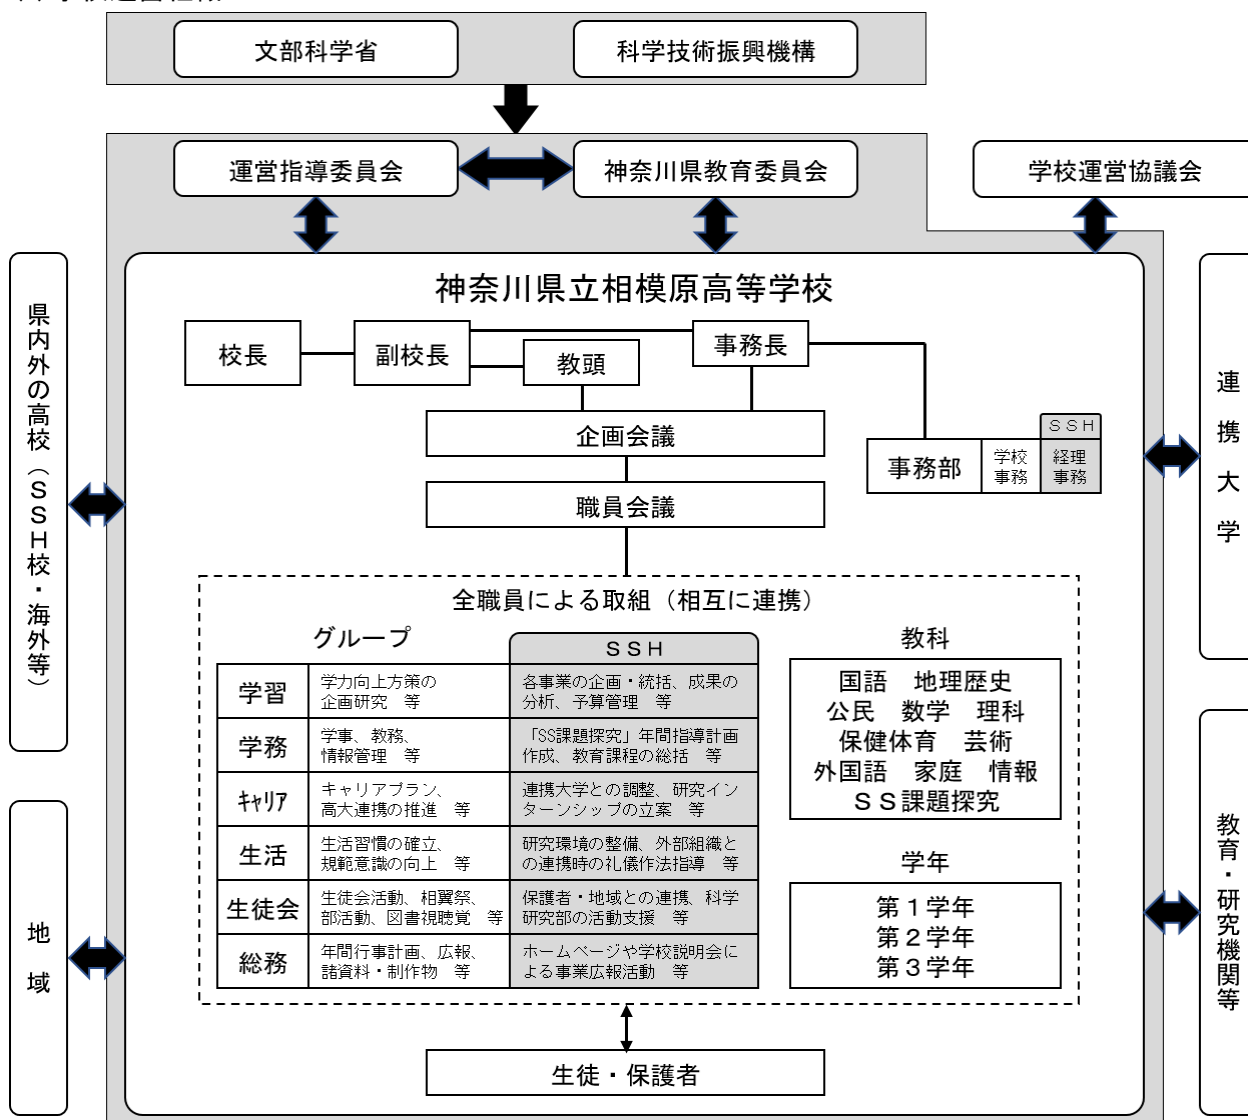 文部科学省
科学技術振興機構
運営指導委員会
神奈川県教育委員会
学校運営協議会
県内外の高校（ＳＳＨ校・海外等）
地域
神奈川県立相模原高等学校
校長
副校長
教頭
事務長
企画会議
職員会議
事務部
学校
事務
ＳＳＨ
経理
事務
全職員による取組（相互に連携）
グループ
ＳＳＨ
学習
学力向上方策の
企画研究　等
各事業の企画・統括、成果の
分析、予算管理　等
学務
学事、教務、
情報管理　等
「SS課題探究」年間指導計画
作成、教育課程の総括　等
ｷｬﾘｱ
キャリアプラン、
高大連携の推進　等
連携大学との調整、研究イン
ターンシップの立案　等
生活
生活習慣の確立、
規範意識の向上　等
研究環境の整備、外部組織と
の連携時の礼儀作法指導　等
生徒会
生徒会活動、相翼祭、
部活動、図書視聴覚　等
保護者・地域との連携、科学
研究部の活動支援　等
総務
年間行事計画、広報、
諸資料・制作物　等
ホームページや学校説明会に
よる事業広報活動　等
教科
国語　地理歴史
公民　数学　理科
保健体育　芸術
外国語　家庭　情報
ＳＳ課題探究
学年
第１学年
第２学年
第３学年
生徒・保護者
連携大学
教育・研究機関等